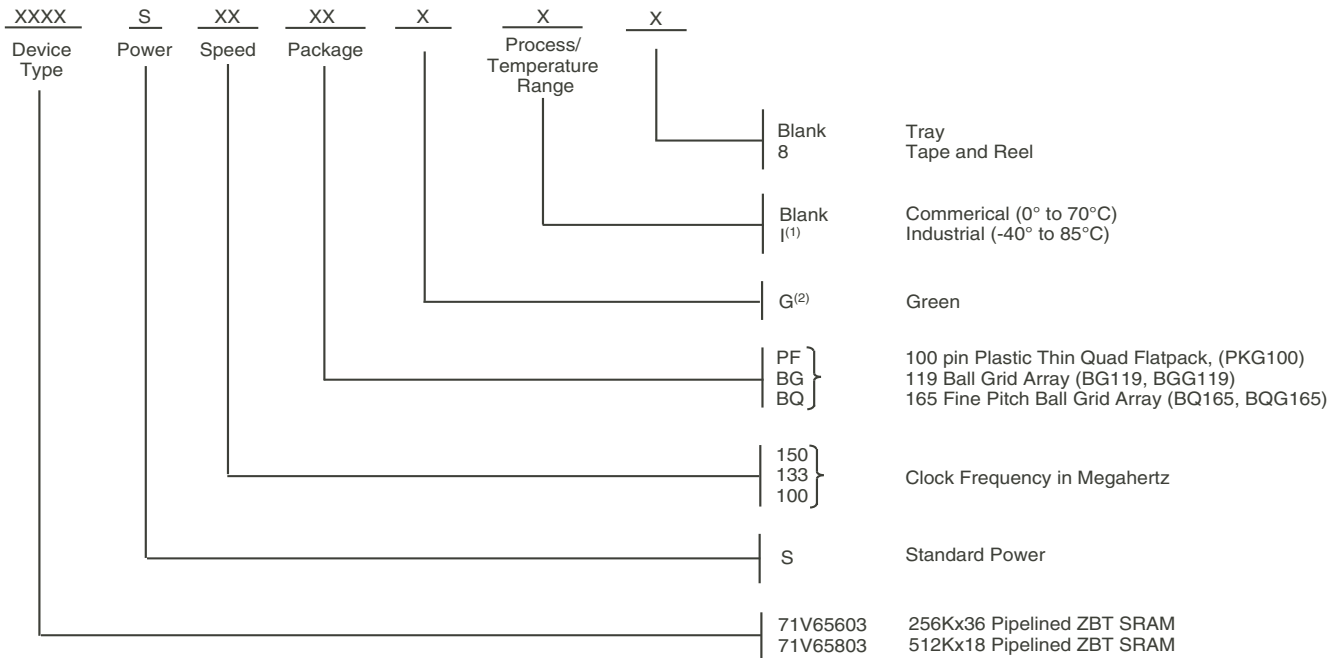 XXXX S XX XX X X X
Device Type
Power
Speed
Package
Process/
Temperature
Range
Blank Tray
8 Tape and Reel
Blank Commerical (0° to 70°C)
I(1) Industrial (-40° to 85°C)
G(2) Green
PF 100 pin Plastic Thin Quad Flatpack, (PKG100)
BG 119 Ball Grid Array (BG119, BGG119)
BQ 165 Fine Pitch Ball Grid Array (BQ165, BQG165)
150
133 Clock Frequency in Megahertz
100
S Standard Power
71V65603 256Kx36 Pipelined ZBT SRAM
71V65803 512Kx18 Pipelined ZBT SRAM